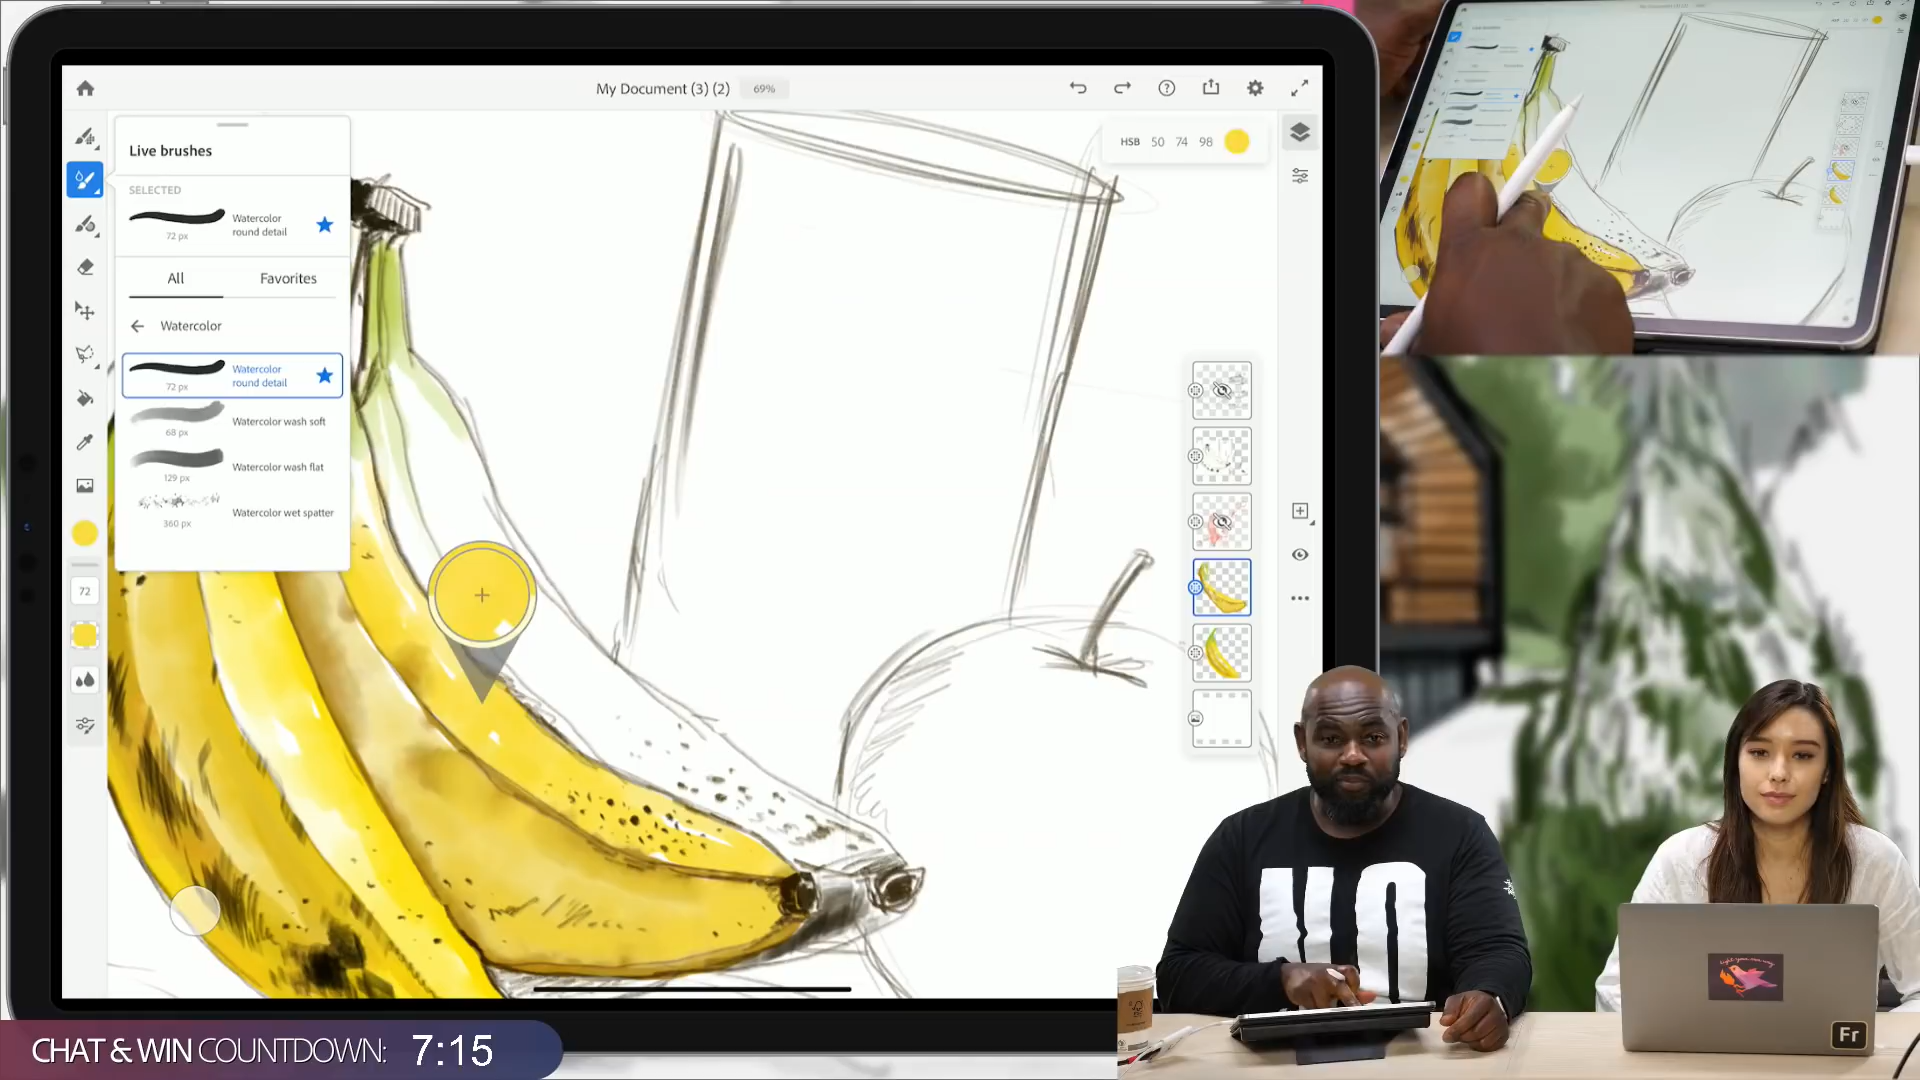 My Document (3) (2)
69%
Live brushes
SELECTED
Watercolor
round detail
72 px
All
Favorites
Watercolor
Watercolor
round detail
72 px
Watercolor wash soft
68 px
Watercolor wash flat
129 px
Watercolor wet spatter
360 px
72
HSB 50 74 98
NO
Fr
CHAT & WIN COUNTDOWN: 7:15